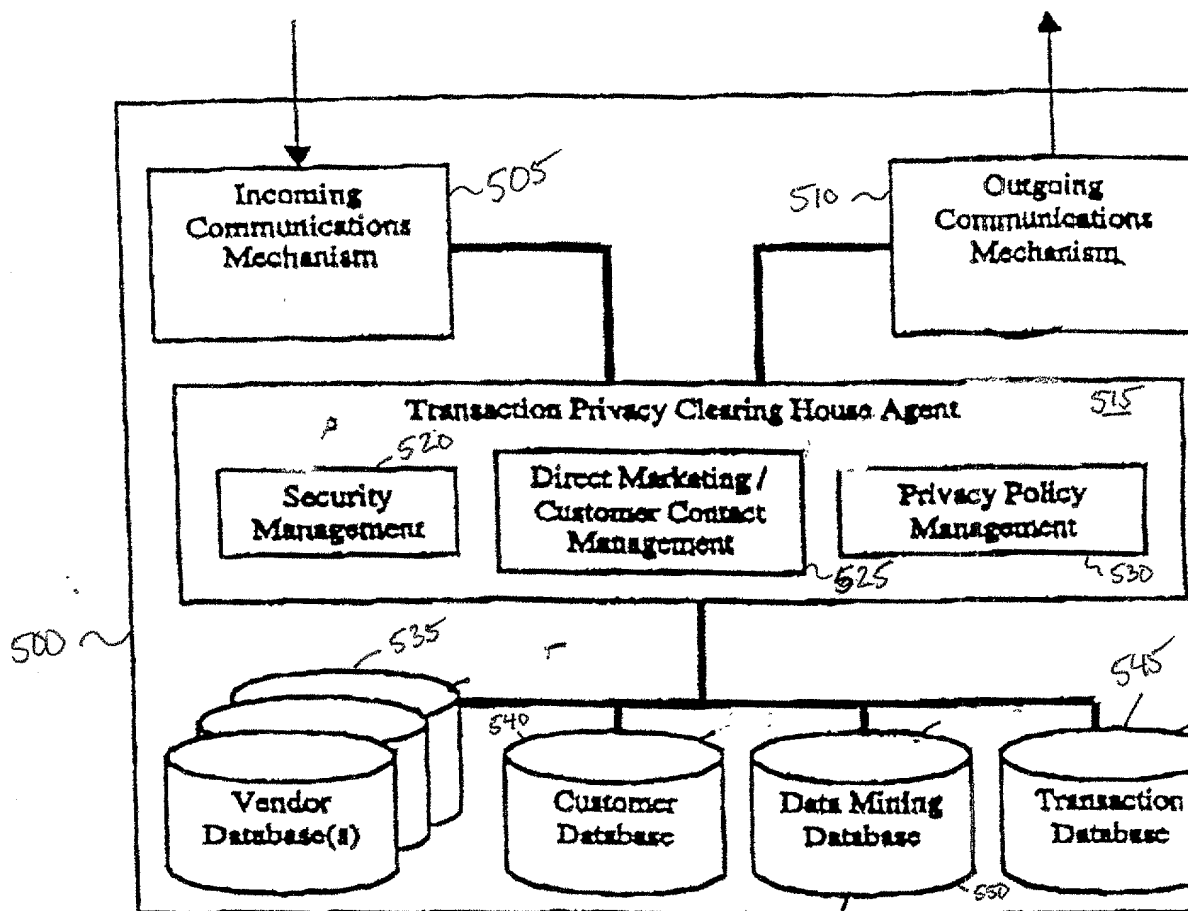 Incoming
Communications
Mechanism
505
510
Outgoing
Communications
Mechanism
Transaction Privacy Clearing House Agent
515
520
Security
Management
Direct Marketing /
Customer Contact
Management
525
Privacy Policy
Management
530
500
535
Vendor
Database(s)
540
Customer
Database
Data Mining
Database
550
545
Transaction
Database